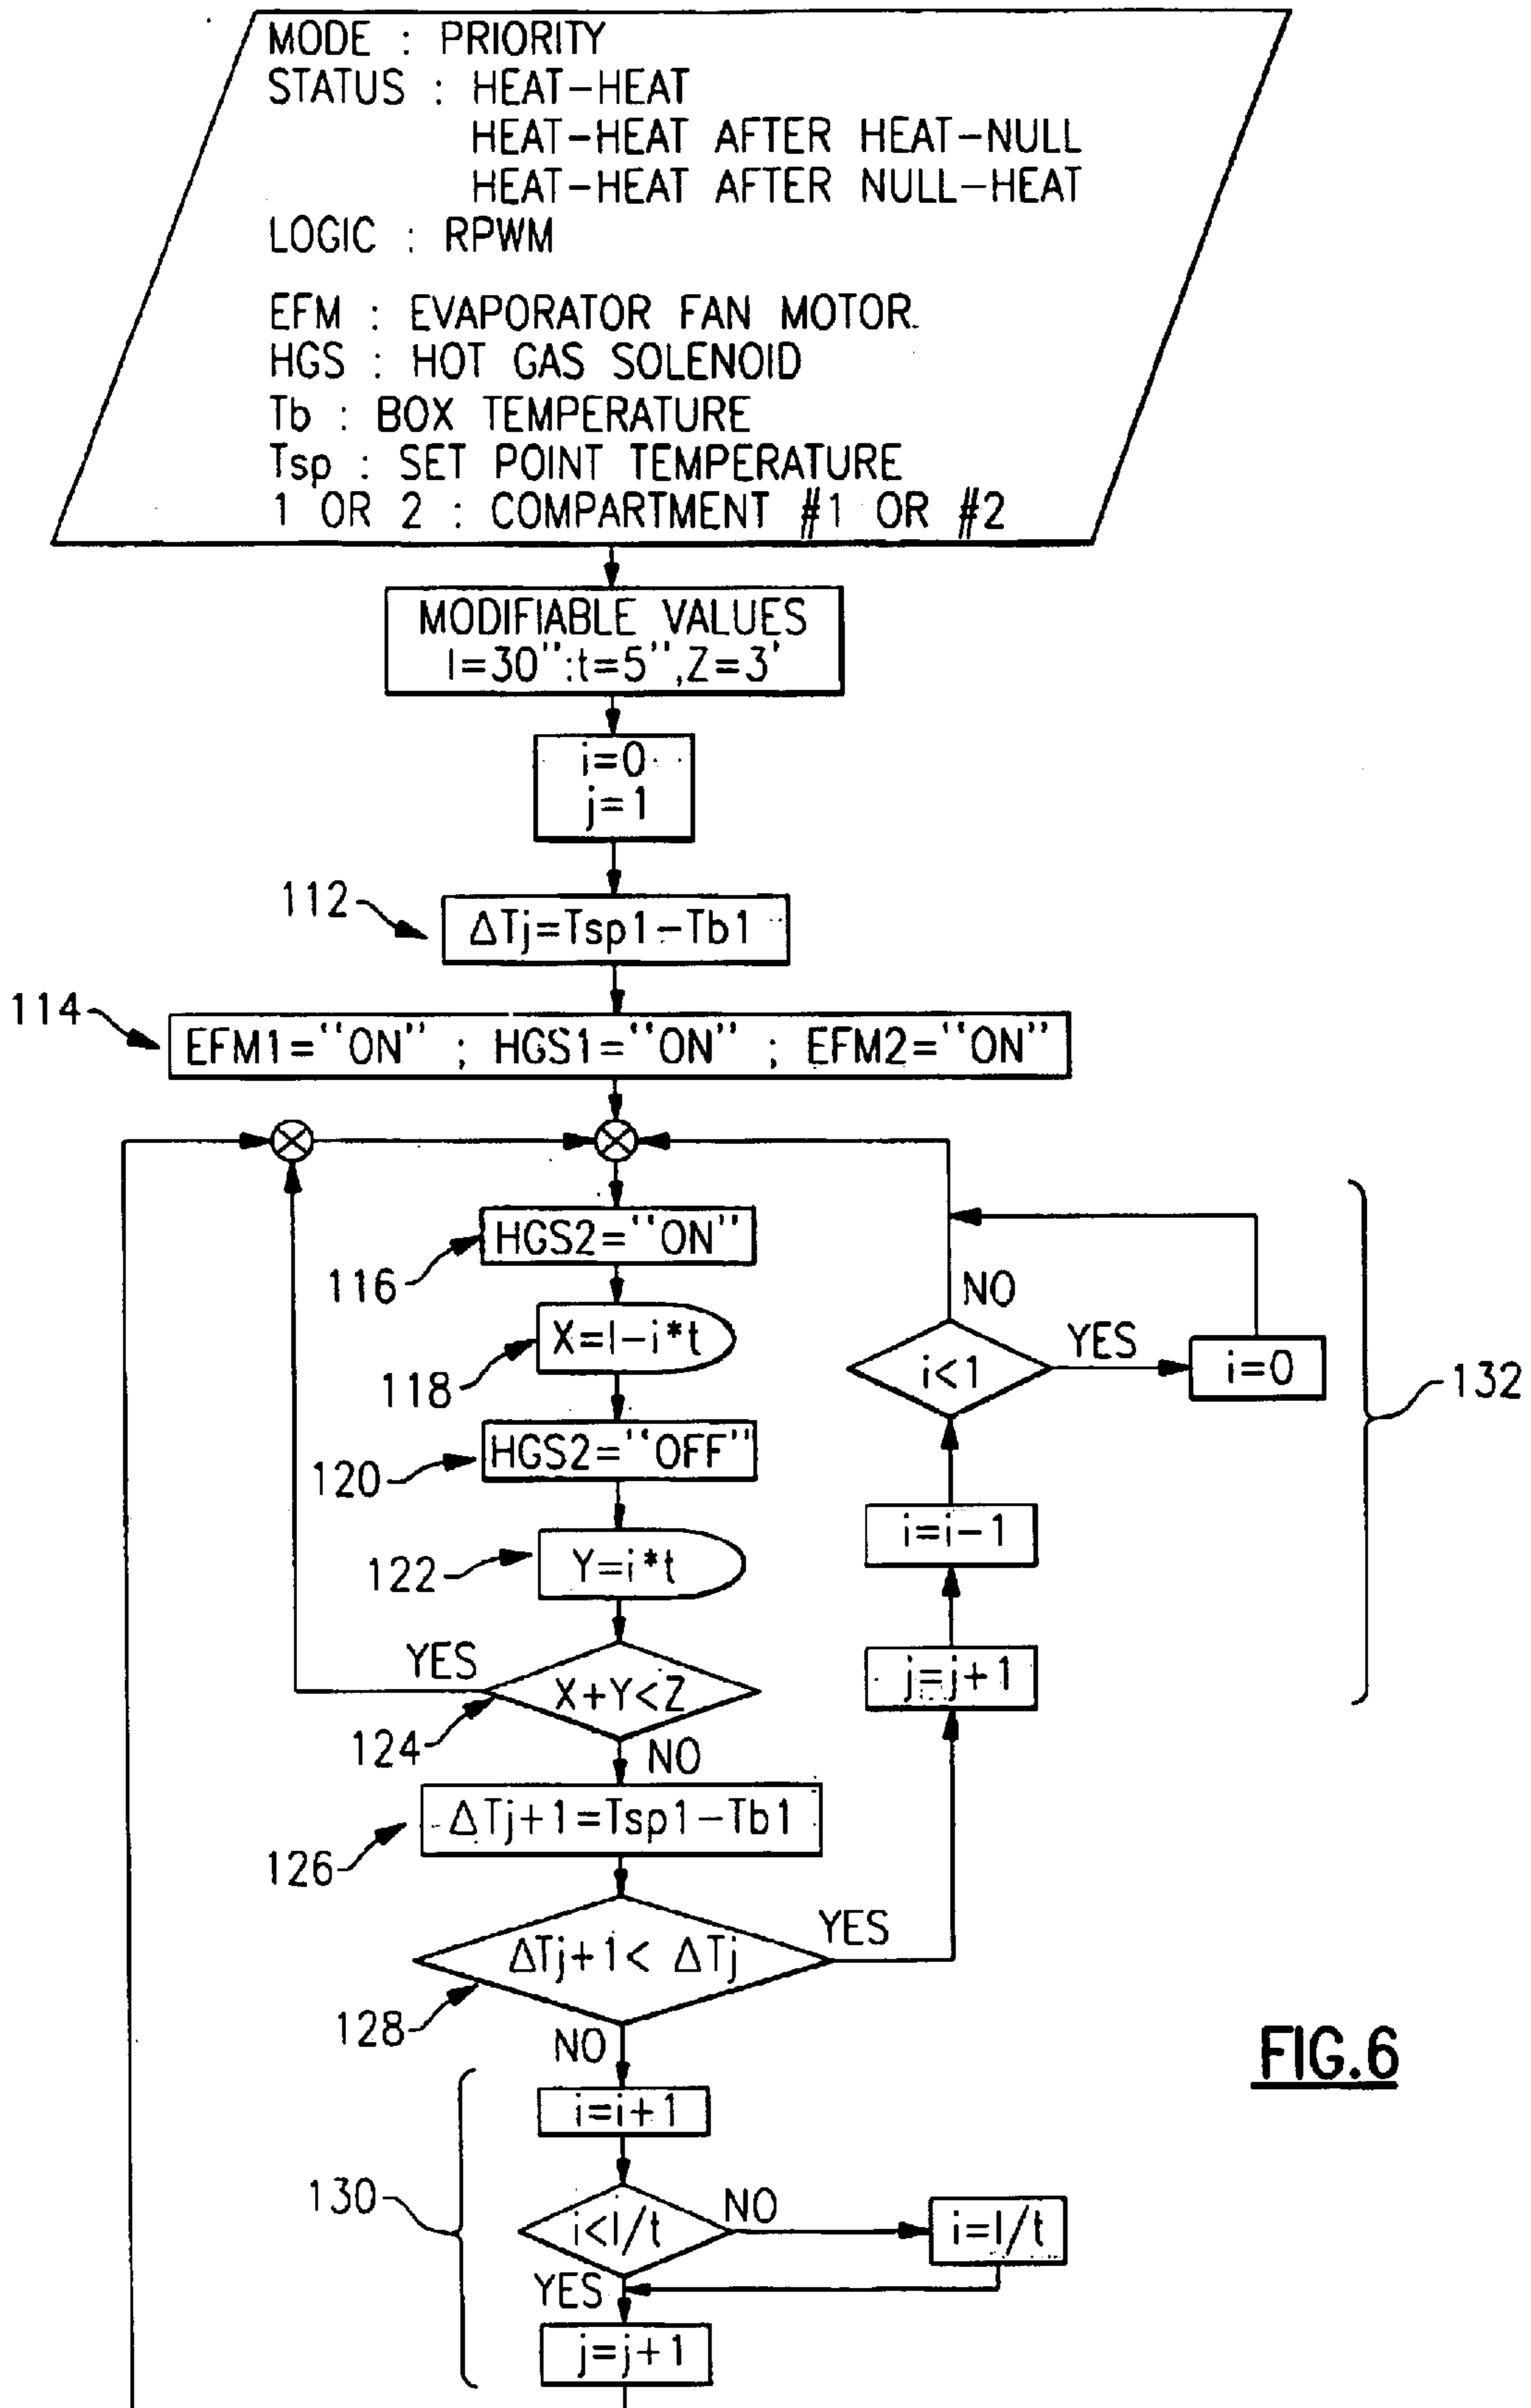 MODE : PRIORITY
STATUS : HEAT-HEAT
HEAT-HEAT AFTER HEAT-NULL
HEAT-HEAT AFTER NULL-HEAT
LOGIC : RPWM
EFM : EVAPORATOR FAN MOTOR
HGS : HOT GAS SOLENOID
Tb : BOX TEMPERATURE
Tsp : SET POINT TEMPERATURE
1 OR 2 : COMPARTMENT #1 OR #2
MODIFIABLE VALUES
I=30'':t=5'',Z=3'
i=0
j=1
112
ΔTj=Tsp1-Tb1
114
EFM1=''ON'' ; HGS1=''ON'' ; EFM2=''ON''
HGS2=''ON''
116
NO
X=I-i*t
118
i<1
YES
i=0
132
HGS2=''OFF''
120
i=i-1
Y=i*t
122
j=j+1
YES
X+Y<Z
124
NO
ΔTj+1=Tsp1-Tb1
126
ΔTj+1< ΔTj
YES
128
NO
FIG.6
i=i+1
130
i<I/t
NO
i=I/t
YES
j=j+1